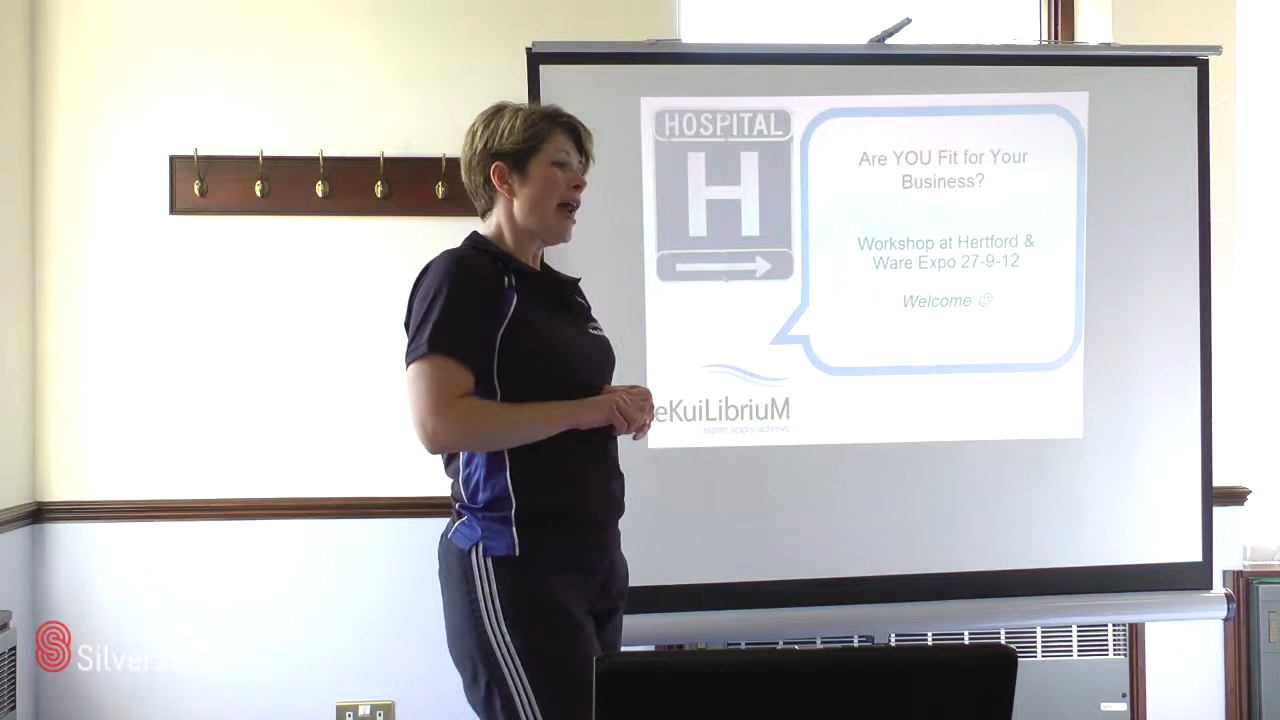 HOSPITAL
H
Are YOU Fit for Your
Business?
Workshop at Hertford &
Ware Expo 27-9-12
Welcome ☺
eKuiLibriuM
aspire apply achieve